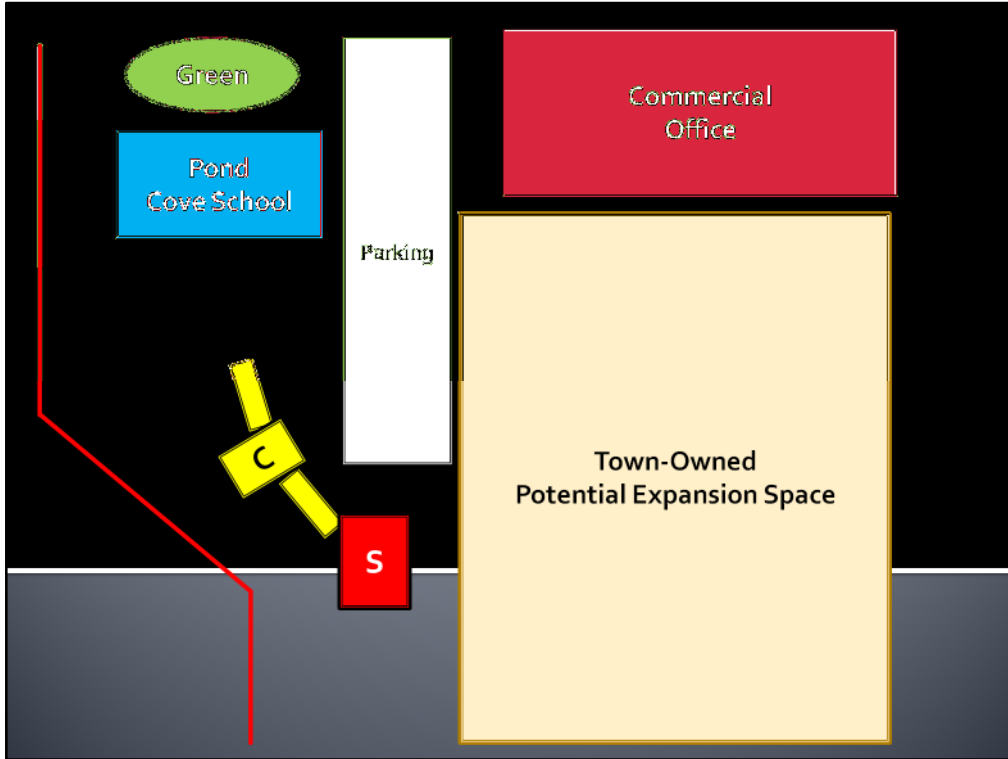 Green
Commercial
Office
Pond
Cove School
Parking
C
Town-Owned
Potential Expansion Space
S